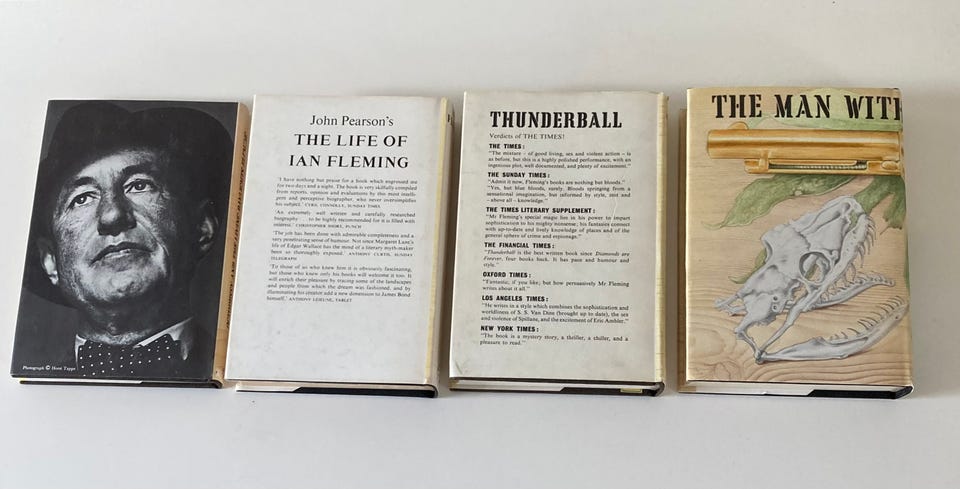 Photograph © Horst Tappe
John Pearson's
THE LIFE OF
IAN FLEMING
'I have nothing but praise for a book which engrossed me
for two days and a night. The book is very skilfully compiled
from reports, opinion and evaluations by this most intelli-
gent and perceptive biographer, who never oversimplifies
his subject.' CYRIL CONNOLLY, SUNDAY TIMES
'An extremely well written and carefully researched
biography . . . to be highly recommended for it is filled with
interest.' CHRISTOPHER SHORT, PUNCH
'The job has been done with admirable completeness and a
very penetrating sense of humour. Not since Margaret Lane's
life of Edgar Wallace has the mind of a literary myth-maker
been so thoroughly exposed.' ANTHONY CURTIS, SUNDAY
TELEGRAPH
'To those of us who knew him it is obviously fascinating,
but those who know only his books will welcome it too. It
will enrich their pleasure by tracing some of the landscapes
and people from which the dream was fashioned, and by
illuminating his creator add a new dimension to James Bond
himself.' ANTHONY LEJEUNE, TABLET
THUNDERBALL
Verdicts of THE TIMES!
THE TIMES:
"The mixture – of good living, sex and violent action – is
as before, but this is a highly polished performance, with an
ingenious plot, well documented, and plenty of excitement."
THE SUNDAY TIMES:
"Admit it now, Fleming's books are nothing but bloods."
"Yes, but blue bloods, surely. Bloods springing from a
sensational imagination, but informed by style, zest and
– above all – knowledge."
THE TIMES LITERARY SUPPLEMENT:
"Mr Fleming's special magic lies in his power to impart
sophistication to his mighty nonsense; his fantasies connect
with up-to-date and lively knowledge of places and of the
general sphere of crime and espionage."
THE FINANCIAL TIMES:
"Thunderball is the best written book since Diamonds are
Forever, four books back. It has pace and humour and
style."
OXFORD TIMES:
"Fantastic, if you like; but how persuasively Mr Fleming
writes about it all."
LOS ANGELES TIMES:
"He writes in a style which combines the sophistication and
worldliness of S. S. Van Dine (brought up to date), the sex
and violence of Spillane, and the excitement of Eric Ambler."
NEW YORK TIMES:
"The book is a mystery story, a thriller, a chiller, and a
pleasure to read."
THE MAN WITH